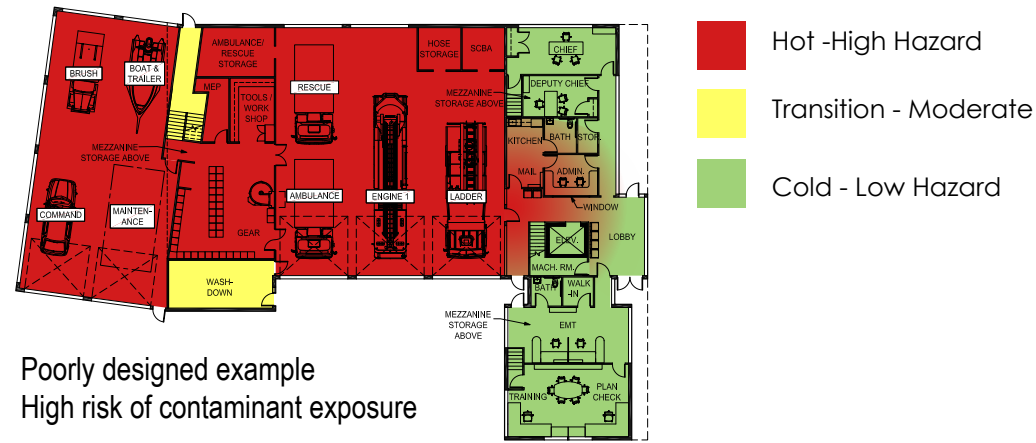 AMBULANCE/
RESCUE
STORAGE
HOSE
STORAGE
SCBA
CHIEF
Hot -High Hazard
BRUSH
BOAT &
TRAILER
MEP
TOOLS /
WORK
SHOP
RESCUE
DEPUTY CHIEF
MEZZANINE
STORAGE ABOVE
Transition - Moderate
MEZZANINE
STORAGE ABOVE
KITCHEN
BATH
STOR.
MAIL
ADMIN.
Cold - Low Hazard
COMMAND
MAINTEN-
ANCE
AMBULANCE
ENGINE 1
LADDER
WINDOW
GEAR
ELEV.
LOBBY
MACH. RM.
WASH-
DOWN
BATH
WALK
-IN
MEZZANINE
STORAGE
ABOVE
EMT
Poorly designed example
High risk of contaminant exposure
TRAINING
PLAN
CHECK